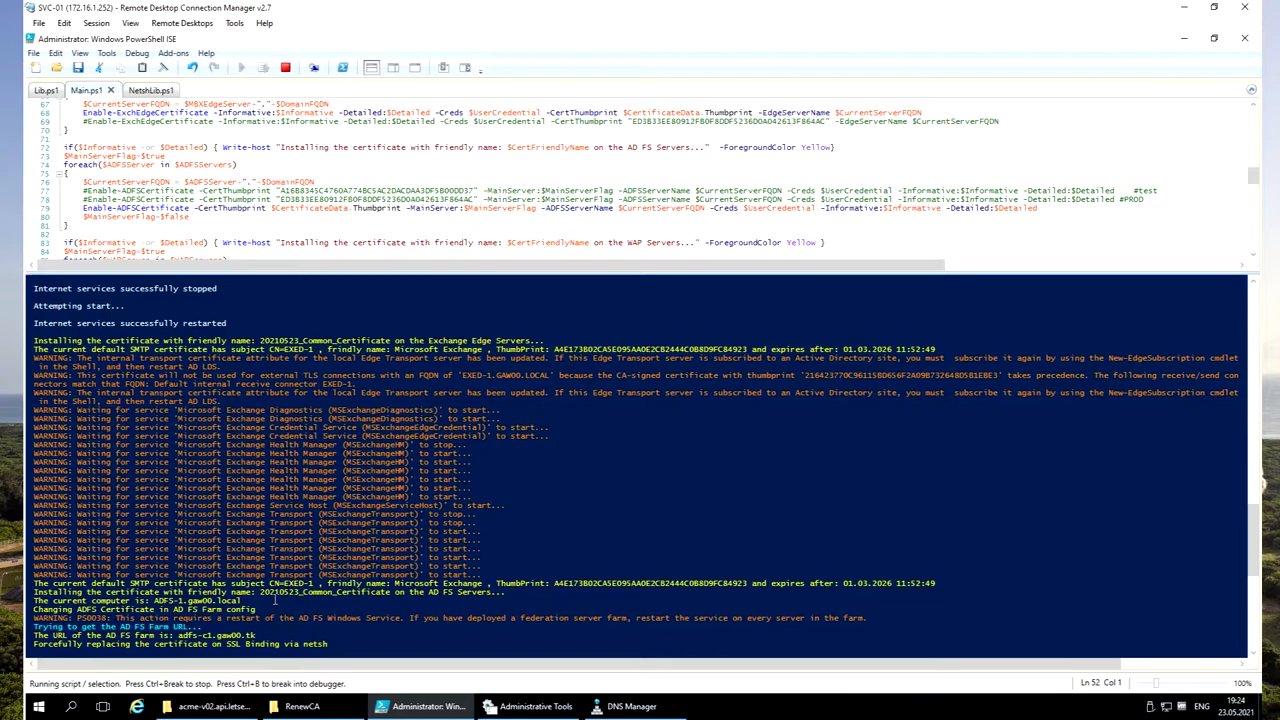 SVC-01 (172.16.1.252) - Remote Desktop Connection Manager v2.7
File Edit Session View Remote Desktops Tools Help
Administrator: Windows PowerShell ISE
File Edit View Tools Debug Add-ons Help
Lib.ps1 Main.ps1 NetshLib.ps1
67 $CurrentServerFQDN = $MBXEdgeServer+"."+$DomainFQDN
68 Enable-ExchEdgeCertificate -Informative:$Informative -Detailed:$Detailed -Creds $UserCredential -CertThumbprint $CertificateData.Thumbprint -EdgeServerName $CurrentServerFQDN
69 #Enable-ExchEdgeCertificate -Informative:$Informative -Detailed:$Detailed -Creds $UserCredential -CertThumbprint "ED3B33EE80912FB0F8DDF5236D0A042613F864AC" -EdgeServerName $CurrentServerFQDN
70 }
71
72 if($Informative -or $Detailed) { Write-host "Installing the certificate with friendly name: $CertFriendlyName on the AD FS Servers..." -ForegroundColor Yellow}
73 $MainServerFlag=$true
74 foreach($ADFSServer in $ADFSServers)
75 {
76 $CurrentServerFQDN = $ADFSServer+"."+$DomainFQDN
77 #Enable-ADFSCertificate -CertThumbprint "A16B8345C4760A774BC5AC2DACDAA3DF5B00DD37" -MainServer:$MainServerFlag -ADFSServerName $CurrentServerFQDN -Creds $UserCredential -Informative:$Informative -Detailed:$Detailed #test
78 #Enable-ADFSCertificate -CertThumbprint "ED3B33EE80912FB0F8DDF5236D0A042613F864AC" -MainServer:$MainServerFlag -ADFSServerName $CurrentServerFQDN -Creds $UserCredential -Informative:$Informative -Detailed:$Detailed #PROD
79 Enable-ADFSCertificate -CertThumbprint $CertificateData.Thumbprint -MainServer:$MainServerFlag -ADFSServerName $CurrentServerFQDN -Creds $UserCredential -Informative:$Informative -Detailed:$Detailed
80 $MainServerFlag=$false
81 }
82
83 if($Informative -or $Detailed) { Write-host "Installing the certificate with friendly name: $CertFriendlyName on the WAP Servers..." -ForegroundColor Yellow }
84 $MainServerFlag=$true
Internet services successfully stopped
Attempting start...
Internet services successfully restarted
Installing the certificate with friendly name: 20210523_Common_Certificate on the Exchange Edge Servers...
The current default SMTP certificate has subject CN=EXED-1 , frindly name: Microsoft Exchange , ThumbPrint: A4E173B02CA5E095AA0E2CB2444C0B8D9FC84923 and expires after: 01.03.2026 11:52:49
WARNING: The internal transport certificate for the local Edge Transport server has been updated. If this Edge Transport server is subscribed to an Active Directory site, you must subscribe it again by using the New-EdgeSubscription cmdlet
in the Shell, and then restart AD LDS.
WARNING: This certificate will not be used for external TLS connections with an FQDN of 'EXED-1.GAW00.LOCAL' because the CA-signed certificate with thumbprint '216423770C961158D656F2A09B732648D5B1EBE3' takes precedence. The following receive/send con
nectors match that FQDN: Default internal receive connector EXED-1.
WARNING: The internal transport certificate for the local Edge Transport server has been updated. If this Edge Transport server is subscribed to an Active Directory site, you must subscribe it again by using the New-EdgeSubscription cmdlet
in the Shell, and then restart AD LDS.
WARNING: Waiting for service 'Microsoft Exchange Diagnostics (MSExchangeDiagnostics)' to start...
WARNING: Waiting for service 'Microsoft Exchange Diagnostics (MSExchangeDiagnostics)' to start...
WARNING: Waiting for service 'Microsoft Exchange Credential Service (MSExchangeEdgeCredential)' to start...
WARNING: Waiting for service 'Microsoft Exchange Credential Service (MSExchangeEdgeCredential)' to start...
WARNING: Waiting for service 'Microsoft Exchange Health Manager (MSExchangeHM)' to stop...
WARNING: Waiting for service 'Microsoft Exchange Health Manager (MSExchangeHM)' to start...
WARNING: Waiting for service 'Microsoft Exchange Health Manager (MSExchangeHM)' to start...
WARNING: Waiting for service 'Microsoft Exchange Health Manager (MSExchangeHM)' to start...
WARNING: Waiting for service 'Microsoft Exchange Health Manager (MSExchangeHM)' to start...
WARNING: Waiting for service 'Microsoft Exchange Health Manager (MSExchangeHM)' to start...
WARNING: Waiting for service 'Microsoft Exchange Health Manager (MSExchangeHM)' to start...
WARNING: Waiting for service 'Microsoft Exchange Service Host (MSExchangeServiceHost)' to start...
WARNING: Waiting for service 'Microsoft Exchange Transport (MSExchangeTransport)' to stop...
WARNING: Waiting for service 'Microsoft Exchange Transport (MSExchangeTransport)' to stop...
WARNING: Waiting for service 'Microsoft Exchange Transport (MSExchangeTransport)' to start...
WARNING: Waiting for service 'Microsoft Exchange Transport (MSExchangeTransport)' to start...
WARNING: Waiting for service 'Microsoft Exchange Transport (MSExchangeTransport)' to start...
WARNING: Waiting for service 'Microsoft Exchange Transport (MSExchangeTransport)' to start...
WARNING: Waiting for service 'Microsoft Exchange Transport (MSExchangeTransport)' to start...
WARNING: Waiting for service 'Microsoft Exchange Transport (MSExchangeTransport)' to start...
The current default SMTP certificate has subject CN=EXED-1 , frindly name: Microsoft Exchange , ThumbPrint: A4E173B02CA5E095AA0E2CB2444C0B8D9FC84923 and expires after: 01.03.2026 11:52:49
Installing the certificate with friendly name: 20210523_Common_Certificate on the AD FS Servers...
The current computer is: ADFS-1.gaw00.local
Changing ADFS Certificate in AD FS Farm config
WARNING: PS0038: This action requires a restart of the AD FS Windows Service. If you have deployed a federation server farm, restart the service on every server in the farm.
Trying to get the AD FS Farm URL...
The URL of the AD FS farm is: adfs-c1.gaw00.tk
Forcefully replacing the certificate on SSL Binding via netsh
Running script / selection. Press Ctrl+Break to stop. Press Ctrl+B to break into debugger. Ln 52 Col 1 100%
acme-v02.api.letse... RenewCA Administrator: Win... Administrative Tools DNS Manager ENG 19:24
23.05.2021